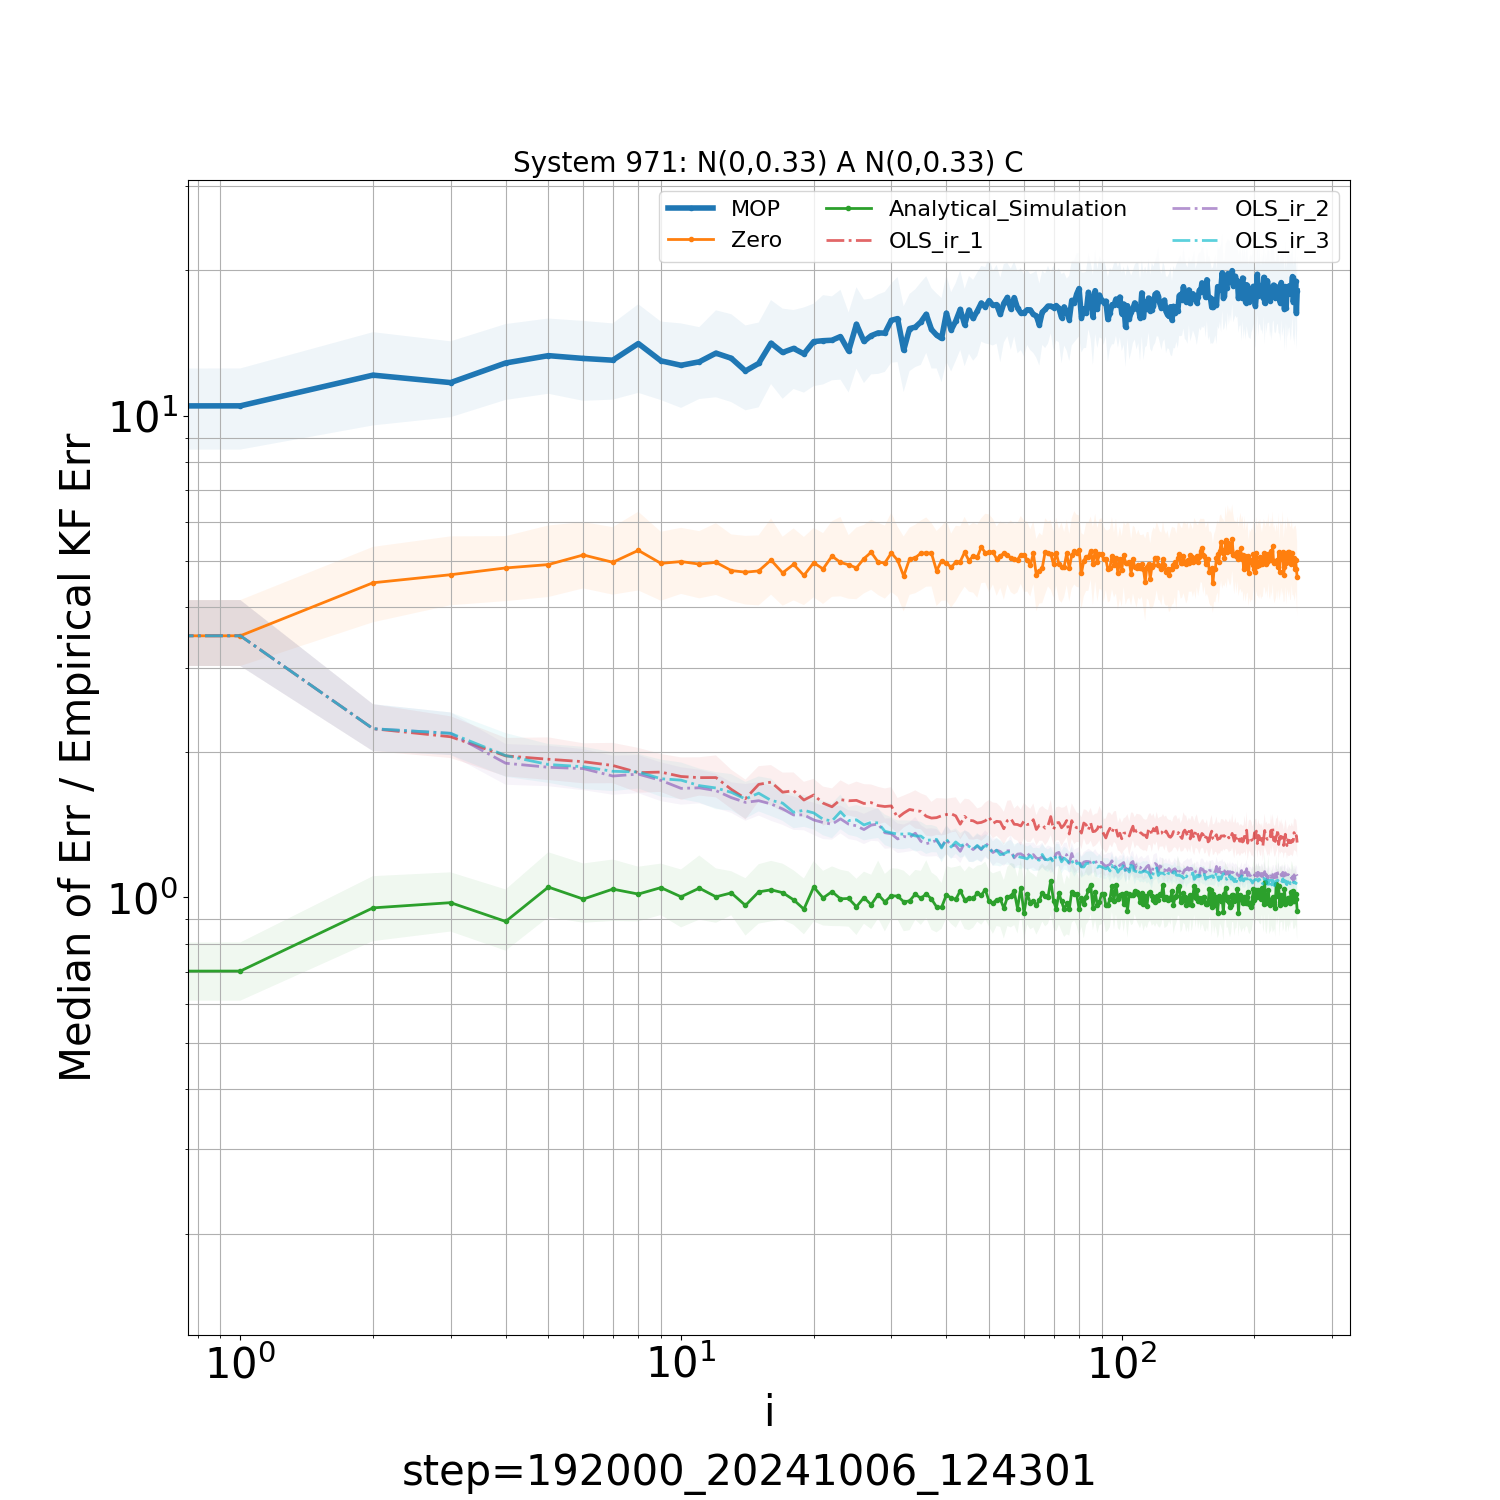 System 971: N(0,0.33) A N(0,0.33) C
MOP
Zero
Analytical_Simulation
OLS_ir_1
OLS_ir_2
OLS_ir_3
Median of Err / Empirical KF Err
10¹
10⁰
10⁰
10¹
10²
i
step=192000_20241006_124301